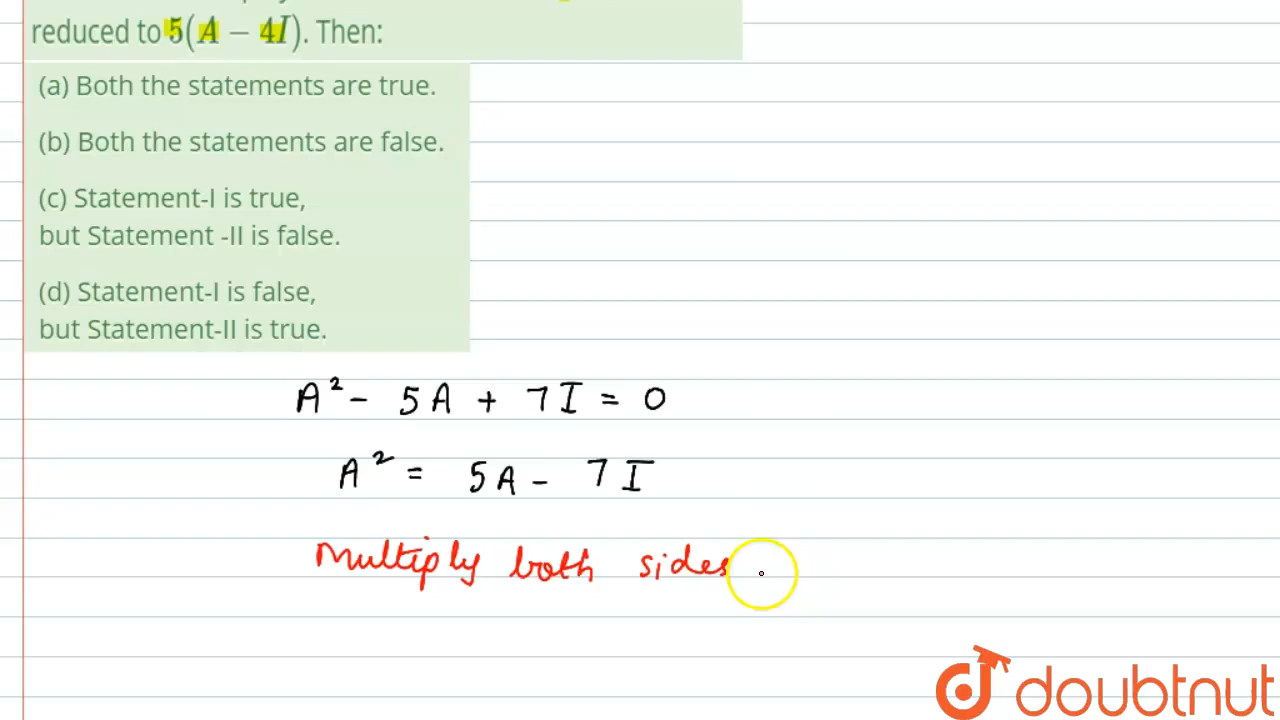 reduced to 5(A − 4I). Then:
(a) Both the statements are true.
(b) Both the statements are false.
(c) Statement-I is true,
but Statement -II is false.
(d) Statement-I is false,
but Statement-II is true.
A² - 5A + 7I = 0
A² = 5A - 7I
Multiply both sides
doubtnut